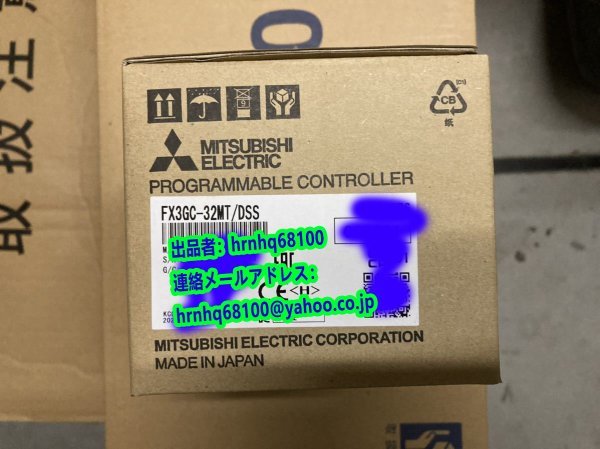 取扱注意
CB
紙
MITSUBISHI
ELECTRIC
PROGRAMMABLE CONTROLLER
FX3GC-32MT/DSS
出品者: hrnhq68100
連絡メールアドレス:
hrnhq68100@yahoo.co.jp
MITSUBISHI ELECTRIC CORPORATION
MADE IN JAPAN